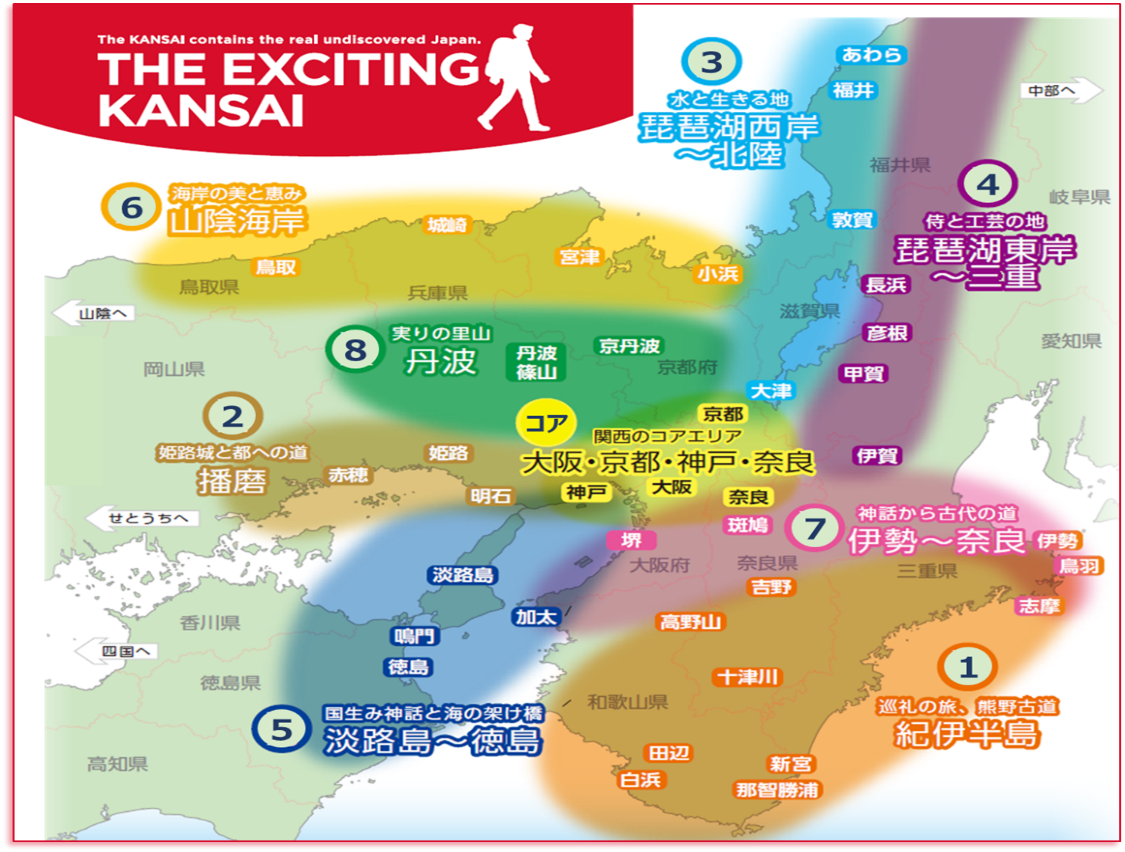 The KANSAI contains the real undiscovered Japan.
THE EXCITING
KANSAI
3
水と生きる地
琵琶湖西岸
～北陸
あわら
福井
中部へ
福井県
4
侍と工芸の地
琵琶湖東岸
～三重
岐阜県
6
海岸の美と恵み
山陰海岸
城崎
敦賀
鳥取
宮津
小浜
長浜
鳥取県
兵庫県
滋賀県
山陰へ
8
実りの里山
丹波
丹波
篠山
京丹波
京都府
彦根
愛知県
岡山県
甲賀
大津
2
姫路城と都への道
播磨
コア
関西のコアエリア
大阪・京都・神戸・奈良
京都
姫路
赤穂
明石
神戸
大阪
奈良
伊賀
せとうちへ
斑鳩
7
神話から古代の道
伊勢～奈良
伊勢
堺
大阪府
奈良県
三重県
鳥羽
淡路島
吉野
志摩
加太
高野山
香川県
鳴門
四国へ
徳島
徳島県
十津川
1
巡礼の旅、熊野古道
紀伊半島
和歌山県
5
国生み神話と海の架け橋
淡路島～徳島
高知県
田辺
白浜
新宮
那智勝浦